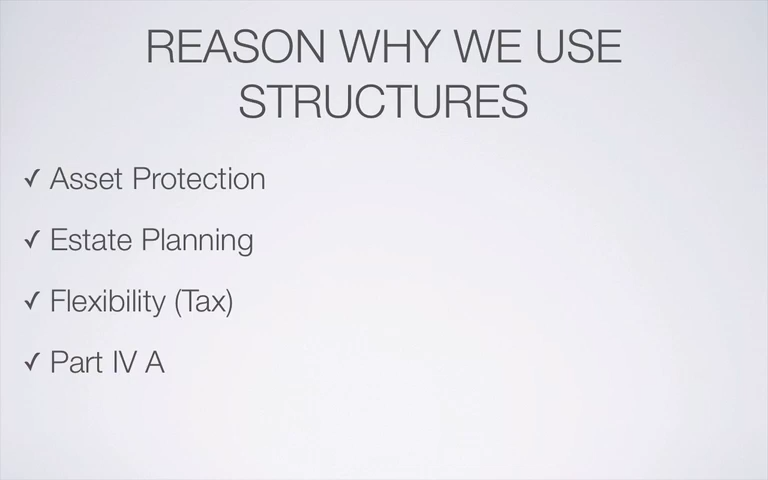 REASON WHY WE USE
STRUCTURES
✓ Asset Protection
✓ Estate Planning
✓ Flexibility (Tax)
✓ Part IV A